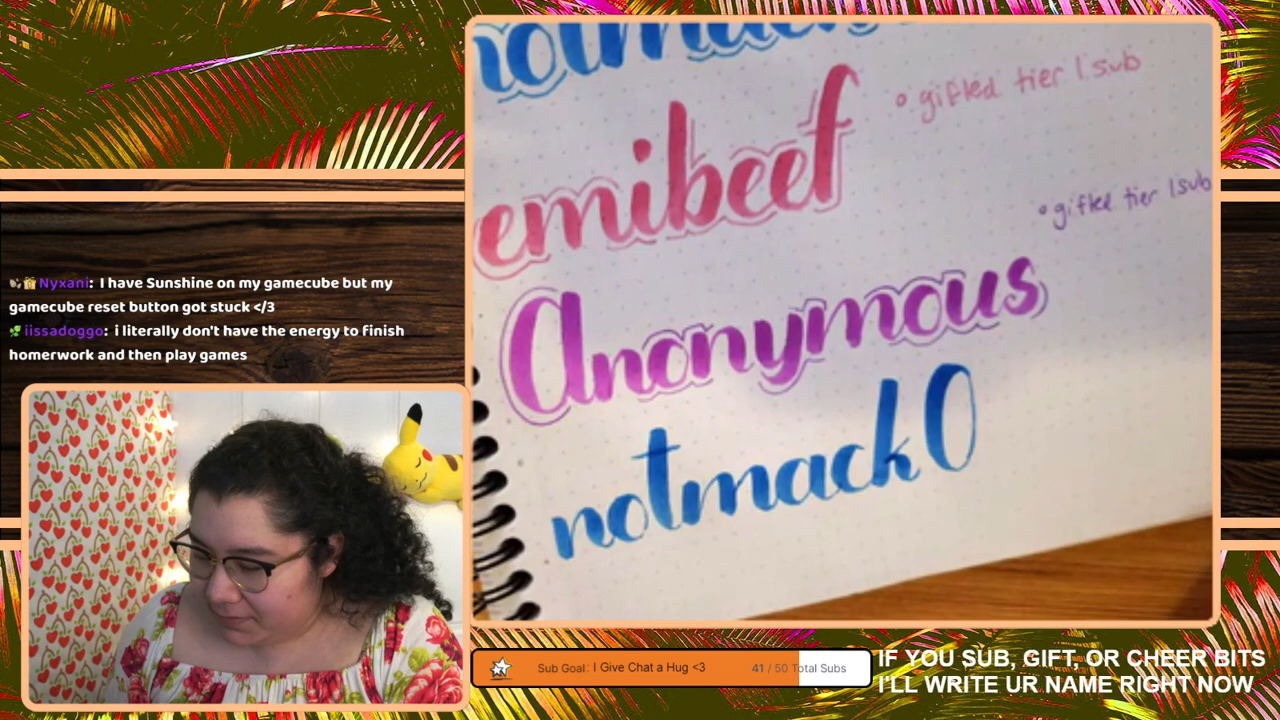 Nyxani: I have Sunshine on my gamecube but my
gamecube reset button got stuck </3
iissadoggo: i literally don't have the energy to finish
homerwork and then play games
notmack
emibeef
gifted tier 1 sub
Anonymous
gifted tier 1 sub
notmack0
Sub Goal: I Give Chat a Hug <3
41 / 50 Total Subs
IF YOU SUB, GIFT, OR CHEER BITS
I'LL WRITE UR NAME RIGHT NOW